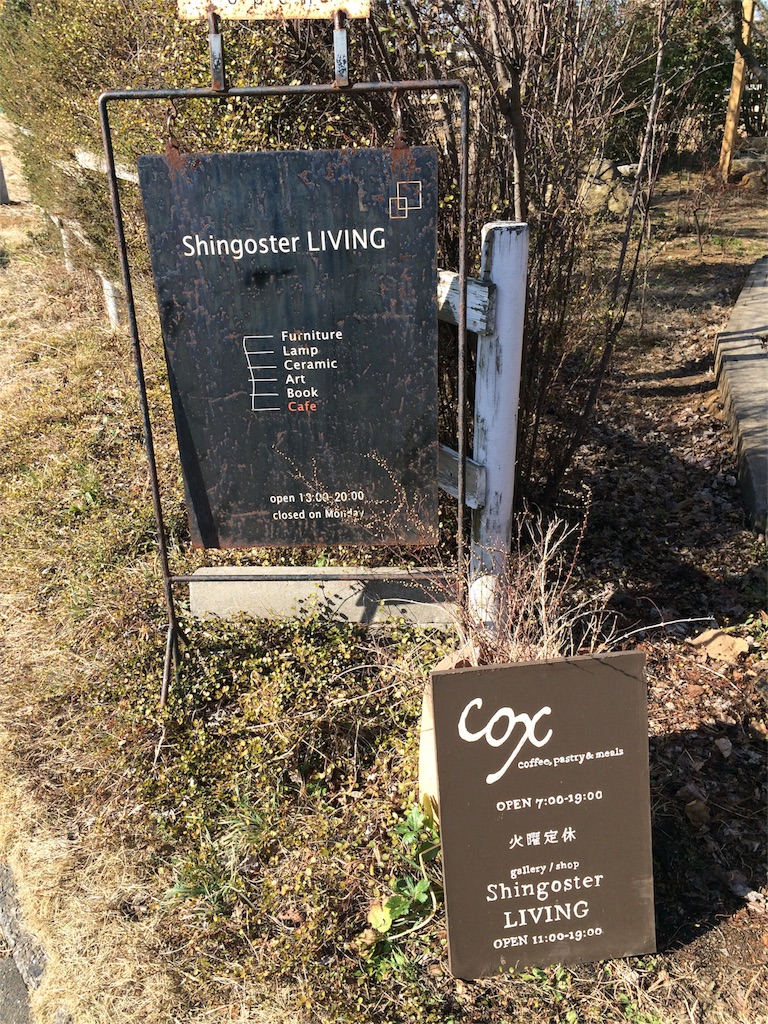 open
Shingoster LIVING
Furniture
Lamp
Ceramic
Art
Book
Cafe
open 13:00-20:00
closed on Monday
cox
coffee, pastry & meals
OPEN 7:00-19:00
火曜定休
gallery / shop
Shingoster
LIVING
OPEN 11:00-19:00